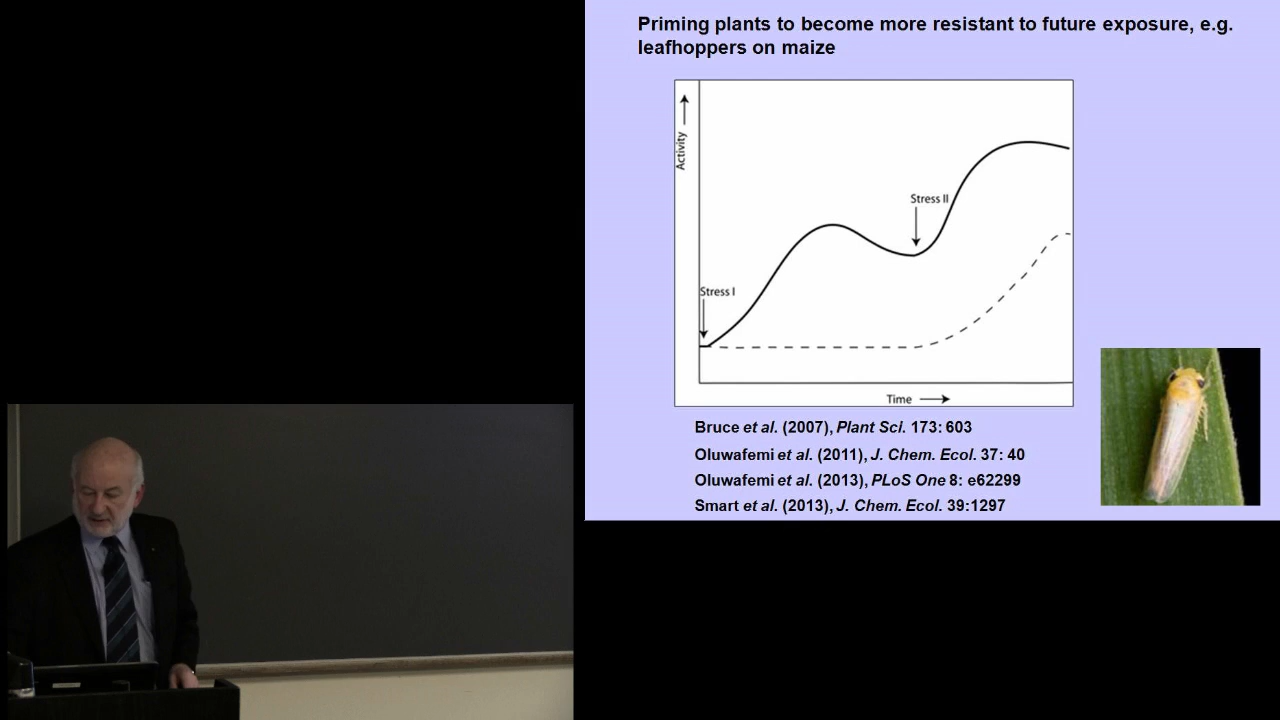 Priming plants to become more resistant to future exposure, e.g.
leafhoppers on maize
Activity
Stress II
Stress I
Time
Bruce et al. (2007), Plant Sci. 173: 603
Oluwafemi et al. (2011), J. Chem. Ecol. 37: 40
Oluwafemi et al. (2013), PLoS One 8: e62299
Smart et al. (2013), J. Chem. Ecol. 39:1297